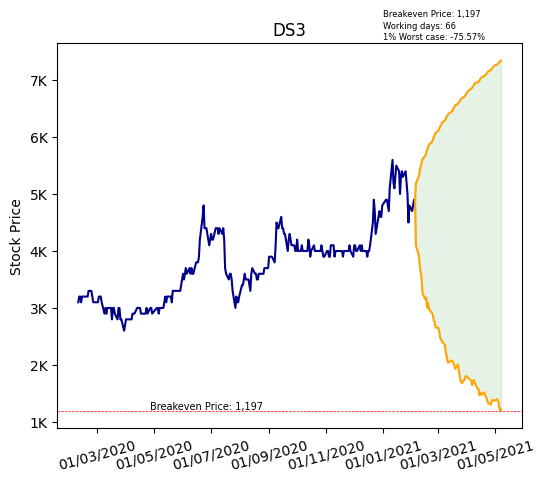 Breakeven Price: 1,197
Working days: 66
1% Worst case: -75.57%
DS3
Stock Price
7K
6K
5K
4K
3K
2K
1K
Breakeven Price: 1,197
01/03/2020
01/05/2020
01/07/2020
01/09/2020
01/11/2020
01/01/2021
01/03/2021
01/05/2021